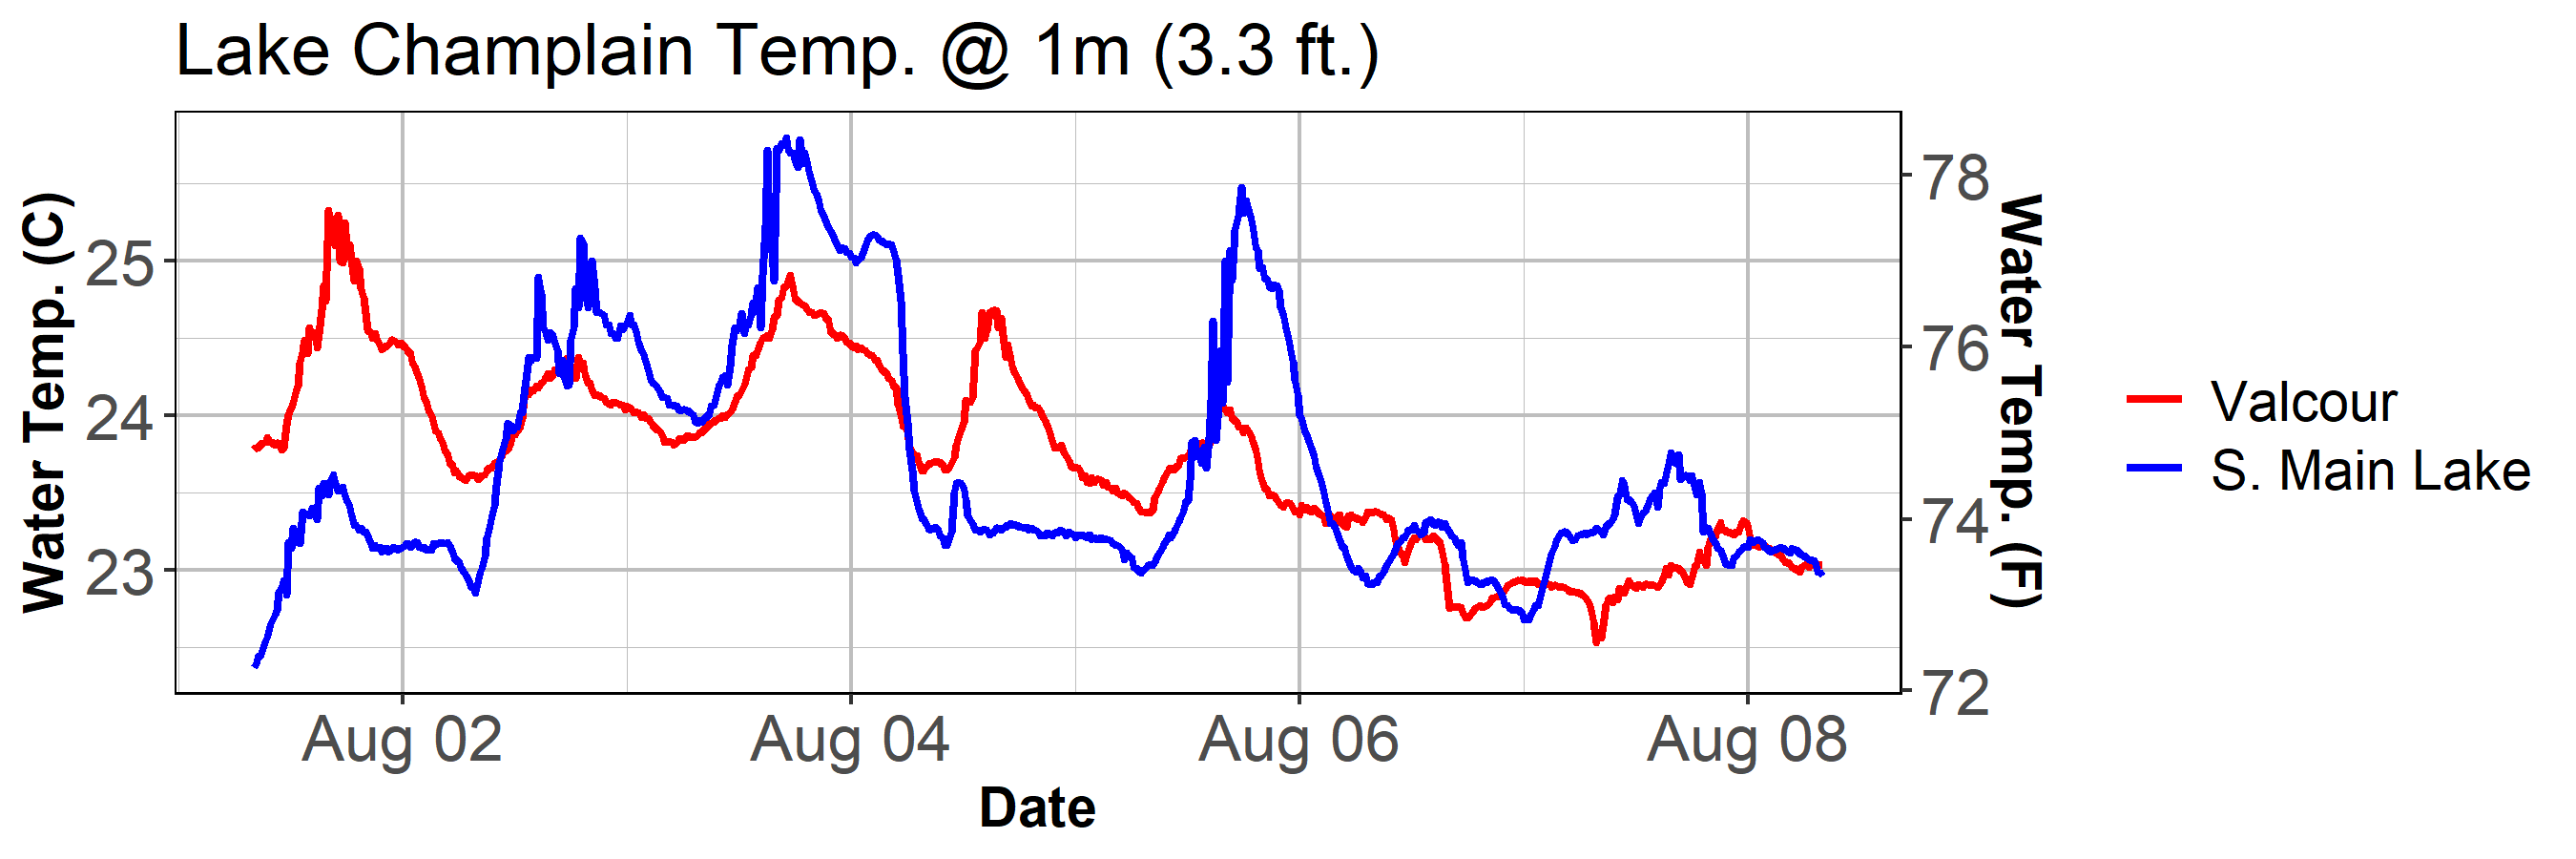 Lake Champlain Temp. @ 1m (3.3 ft.)
Water Temp. (C)
25
24
23
78
76
74
72
Water Temp. (F)
Aug 02
Aug 04
Aug 06
Aug 08
Date
Valcour
S. Main Lake